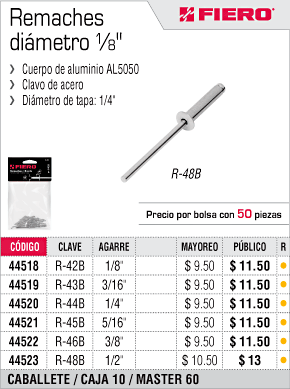 Remaches
diámetro 1/8"
FIERO®
Cuerpo de aluminio AL5050
Clavo de acero
Diámetro de tapa: 1/4"
R-48B
FIERO
Precio por bolsa con 50 piezas
CÓDIGO CLAVE AGARRE MAYOREO PÚBLICO R
44518 R-42B 1/8" $ 9.50 $ 11.50
44519 R-43B 3/16" $ 9.50 $ 11.50
44520 R-44B 1/4" $ 9.50 $ 11.50
44521 R-45B 5/16" $ 9.50 $ 11.50
44522 R-46B 3/8" $ 9.50 $ 11.50
44523 R-48B 1/2" $ 10.50 $ 13
CABALLETE / CAJA 10 / MASTER 60